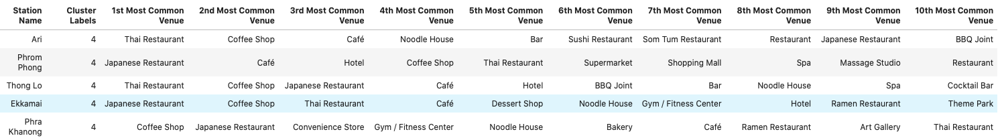 Station Name Cluster Labels 1st Most Common Venue 2nd Most Common Venue 3rd Most Common Venue 4th Most Common Venue 5th Most Common Venue 6th Most Common Venue 7th Most Common Venue 8th Most Common Venue 9th Most Common Venue 10th Most Common Venue
Ari 4 Thai Restaurant Coffee Shop Café Noodle House Bar Sushi Restaurant Som Tum Restaurant Restaurant Japanese Restaurant BBQ Joint
Phrom Phong 4 Japanese Restaurant Café Hotel Coffee Shop Thai Restaurant Supermarket Shopping Mall Spa Massage Studio Restaurant
Thong Lo 4 Thai Restaurant Coffee Shop Japanese Restaurant Café Hotel BBQ Joint Bar Noodle House Spa Cocktail Bar
Ekkamai 4 Japanese Restaurant Coffee Shop Thai Restaurant Café Dessert Shop Noodle House Gym / Fitness Center Hotel Ramen Restaurant Theme Park
Phra Khanong 4 Coffee Shop Japanese Restaurant Convenience Store Gym / Fitness Center Noodle House Bakery Café Ramen Restaurant Art Gallery Thai Restaurant